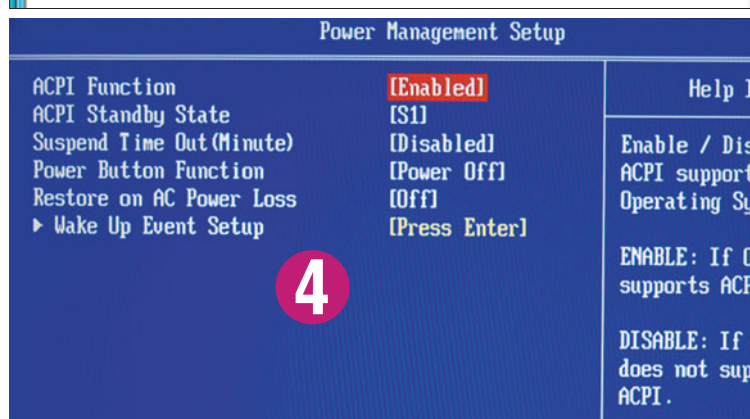 Power Management Setup
ACPI Function [Enabled]
ACPI Standby State [S1]
Suspend Time Out(Minute) [Disabled]
Power Button Function [Power Off]
Restore on AC Power Loss [Off]
▶ Wake Up Event Setup [Press Enter]
4
Help
Enable / Dis
ACPI support
Operating Sy
ENABLE: If O
supports ACP
DISABLE: If
does not sup
ACPI.